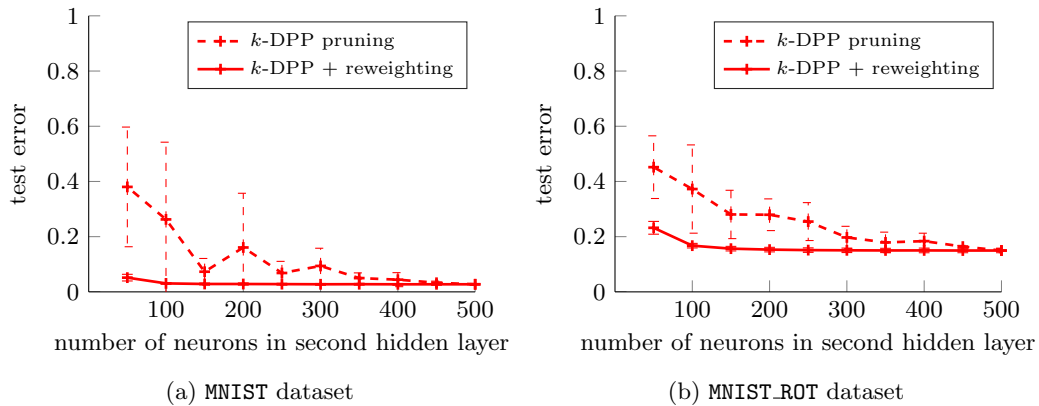 1
0.8
0.6
0.4
0.2
0
test error
k-DPP pruning
k-DPP + reweighting
100 200 300 400 500
number of neurons in second hidden layer
(a) MNIST dataset
1
0.8
0.6
0.4
0.2
0
test error
k-DPP pruning
k-DPP + reweighting
100 200 300 400 500
number of neurons in second hidden layer
(b) MNIST_ROT dataset